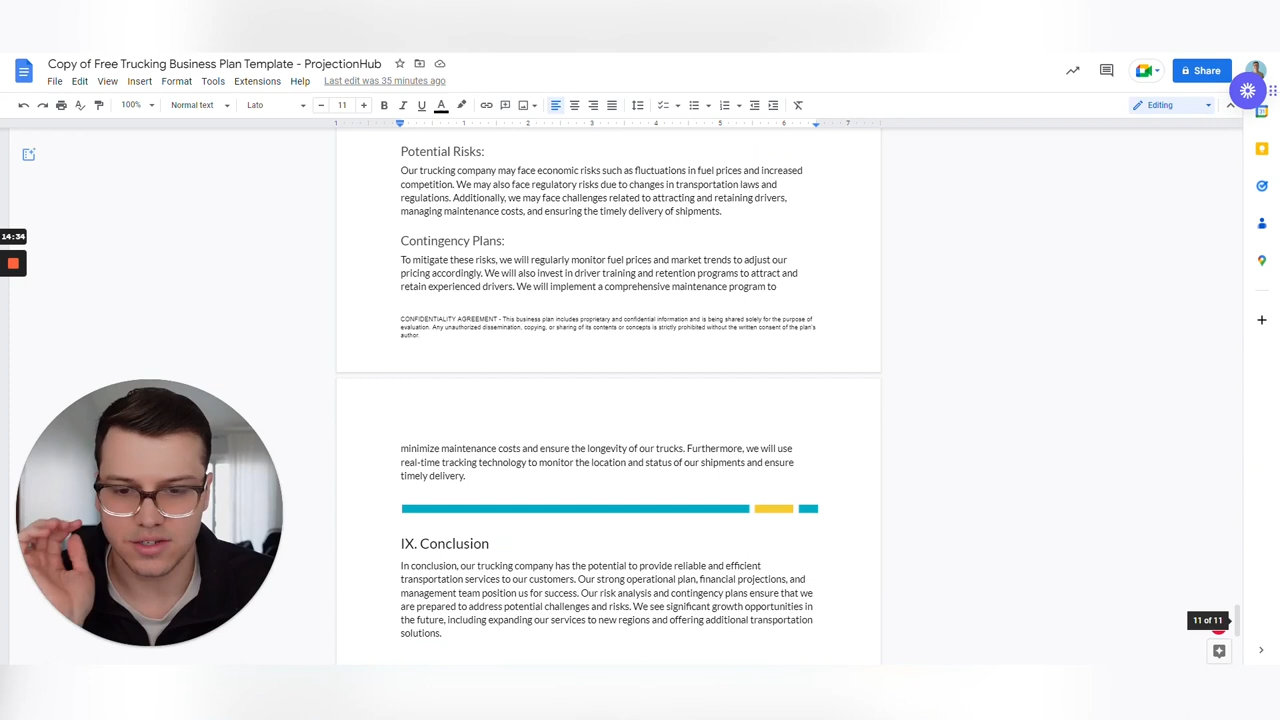 Copy of Free Trucking Business Plan Template - ProjectionHub
File Edit View Insert Format Tools Extensions Help Last edit was 35 minutes ago
Share
100% Normal text Lato 11 Editing
1 1 2 3 4 5 6 7
Potential Risks:
Our trucking company may face economic risks such as fluctuations in fuel prices and increased
competition. We may also face regulatory risks due to changes in transportation laws and
regulations. Additionally, we may face challenges related to attracting and retaining drivers,
managing maintenance costs, and ensuring the timely delivery of shipments.
14:34
Contingency Plans:
To mitigate these risks, we will regularly monitor fuel prices and market trends to adjust our
pricing accordingly. We will also invest in driver training and retention programs to attract and
retain experienced drivers. We will implement a comprehensive maintenance program to
CONFIDENTIALITY AGREEMENT - This business plan includes proprietary and confidential information and is being shared solely for the purpose of
evaluation. Any unauthorized dissemination, copying, or sharing of its contents or concepts is strictly prohibited without the written consent of the plan's
author.
minimize maintenance costs and ensure the longevity of our trucks. Furthermore, we will use
real-time tracking technology to monitor the location and status of our shipments and ensure
timely delivery.
IX. Conclusion
In conclusion, our trucking company has the potential to provide reliable and efficient
transportation services to our customers. Our strong operational plan, financial projections, and
management team position us for success. Our risk analysis and contingency plans ensure that we
are prepared to address potential challenges and risks. We see significant growth opportunities in
the future, including expanding our services to new regions and offering additional transportation
solutions.
11 of 11